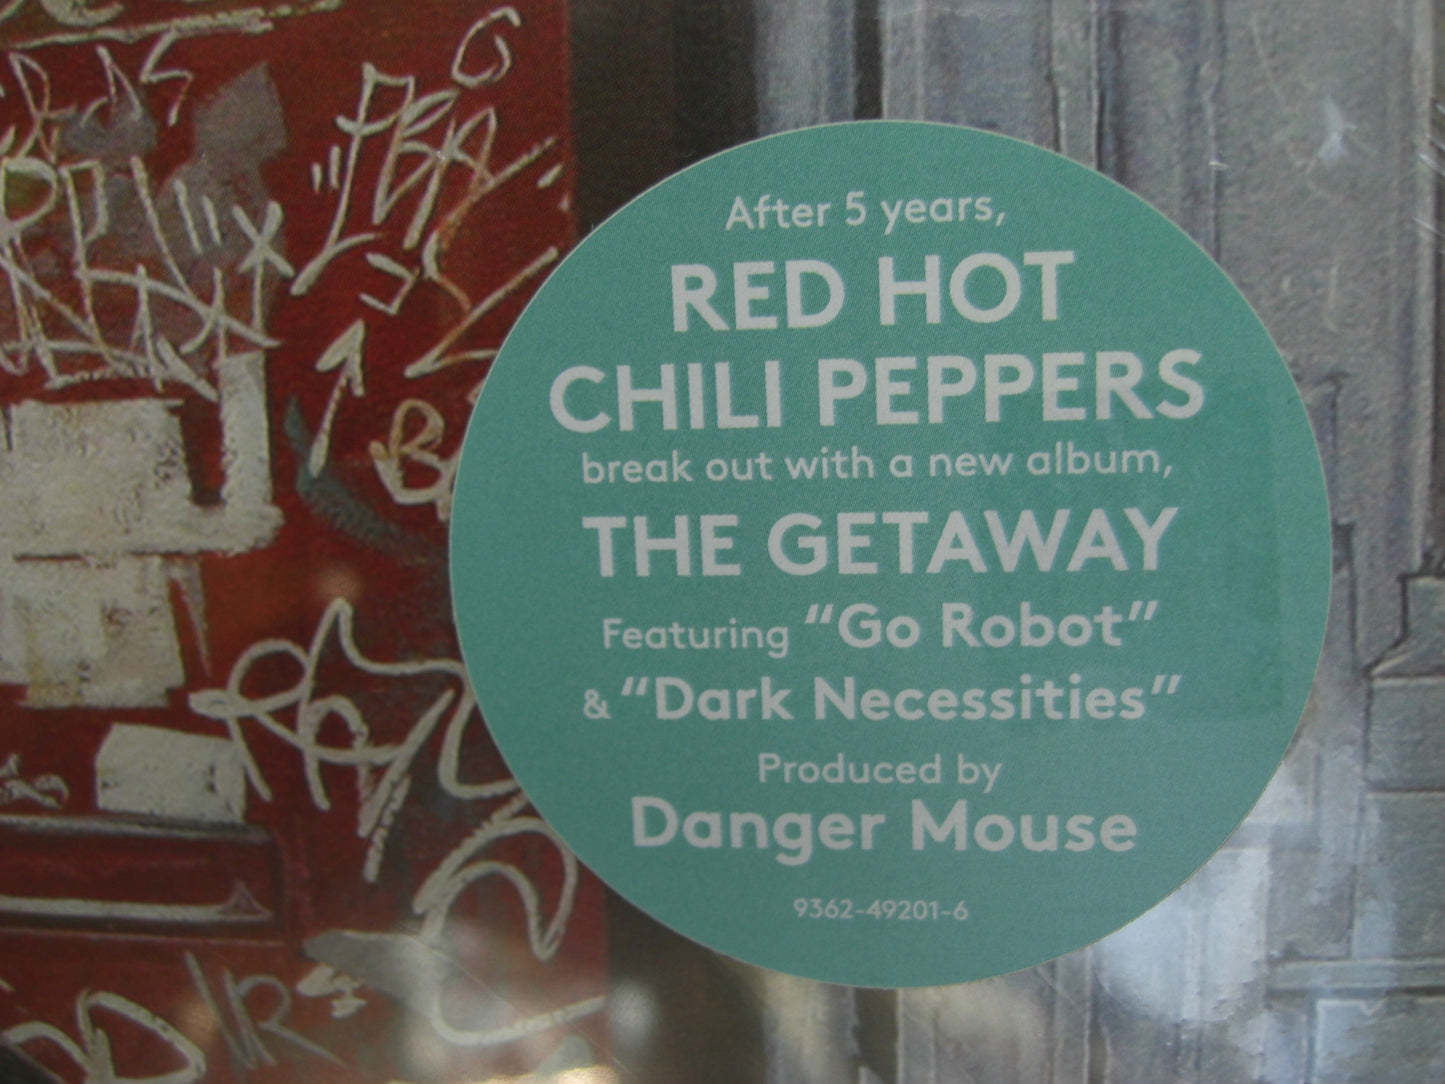 After 5 years,
RED HOT
CHILI PEPPERS
break out with a new album,
THE GETAWAY
Featuring “Go Robot”
& “Dark Necessities”
Produced by
Danger Mouse
9362-49201-6